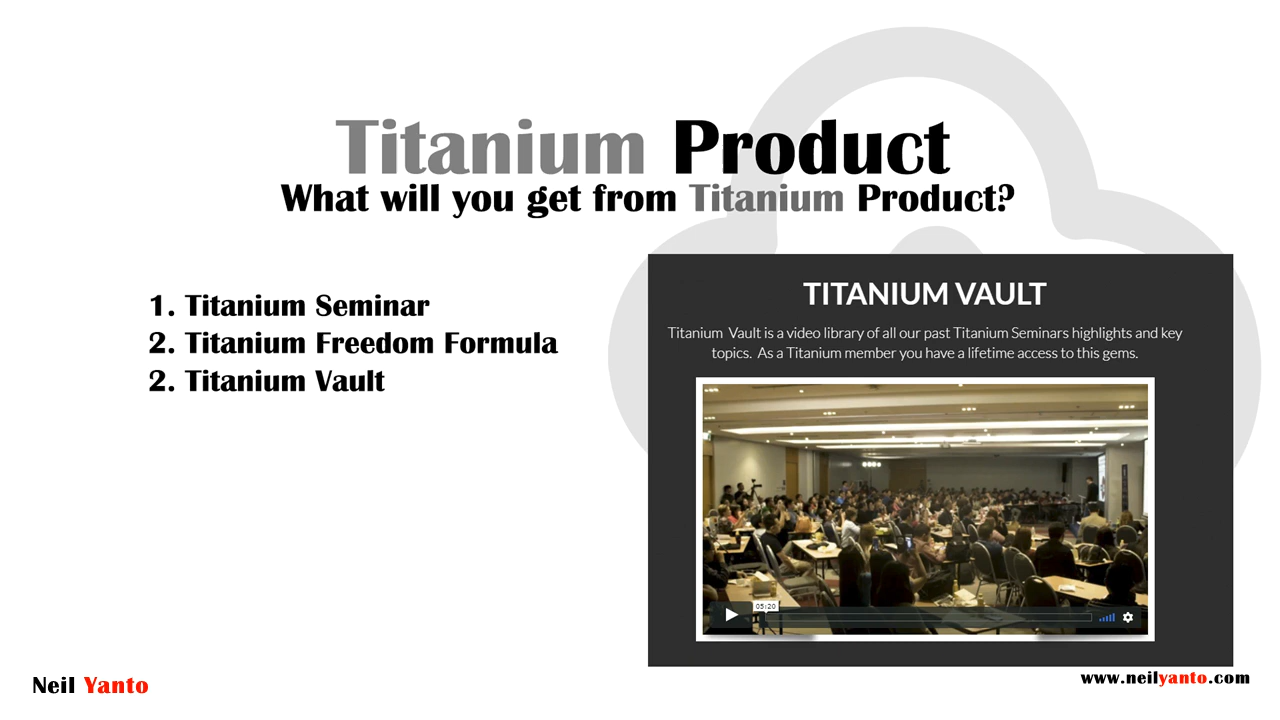 Titanium Product
What will you get from Titanium Product?
1. Titanium Seminar
2. Titanium Freedom Formula
2. Titanium Vault
TITANIUM VAULT
Titanium  Vault is a video library of all our past Titanium Seminars highlights and key
topics.  As a Titanium member you have a lifetime access to this gems.
05:20
Neil Yanto
www.neilyanto.com